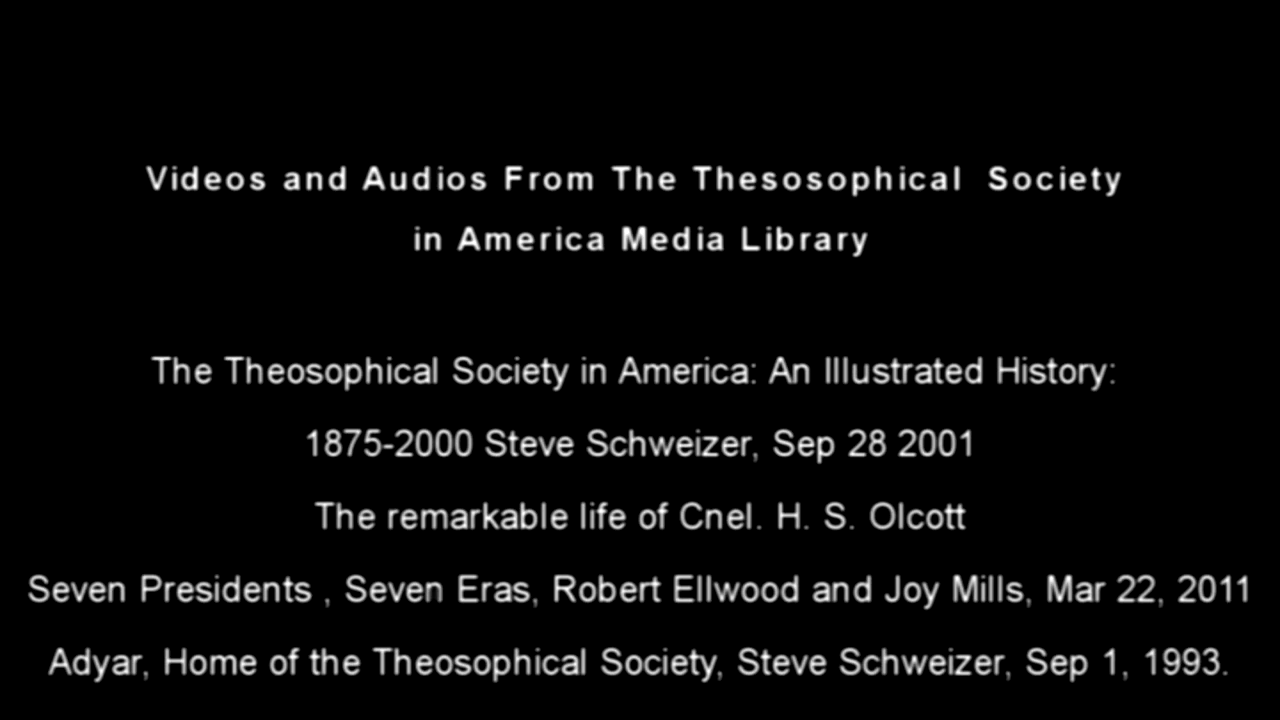 Videos and Audios From The Thesosophical Society
in America Media Library
The Theosophical Society in America: An Illustrated History:
1875-2000 Steve Schweizer, Sep 28 2001
The remarkable life of Cnel. H. S. Olcott
Seven Presidents , Seven Eras, Robert Ellwood and Joy Mills, Mar 22, 2011
Adyar, Home of the Theosophical Society, Steve Schweizer, Sep 1, 1993.